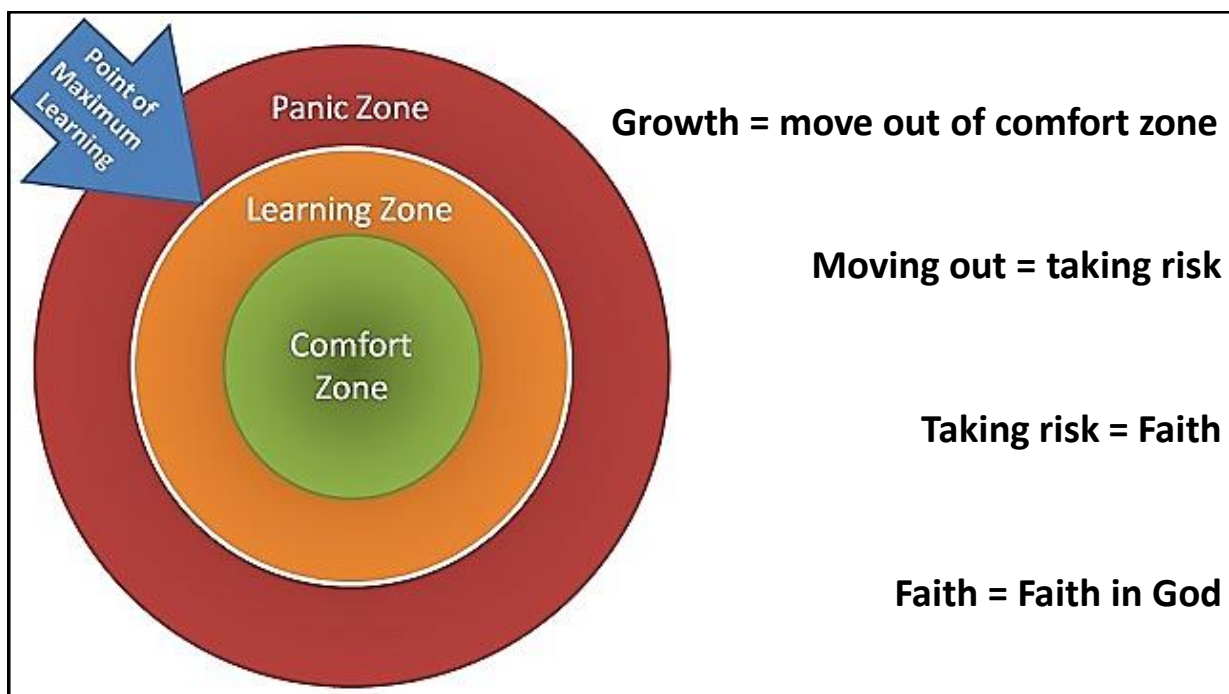 Point of
Maximum
Learning
Panic Zone
Learning Zone
Comfort
Zone
Growth = move out of comfort zone
Moving out = taking risk
Taking risk = Faith
Faith = Faith in God